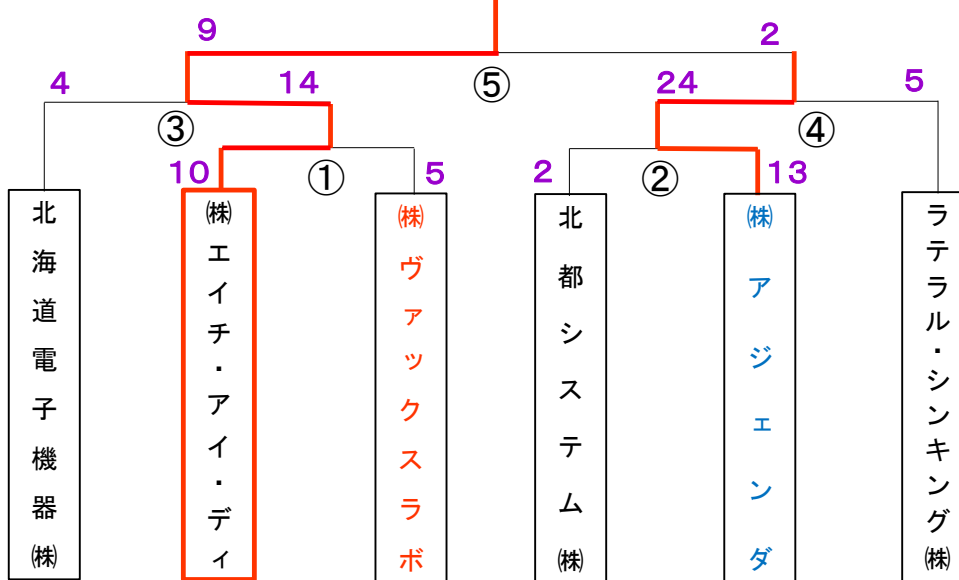 9
2
⑤
4
14
24
5
③
④
10
①
5
2
②
13
北海道電子機器㈱
㈱エイチ・アイ・ディ
㈱ヴァックスラボ
北都システム㈱
㈱アジェンダ
ラテラル・シンキング㈱